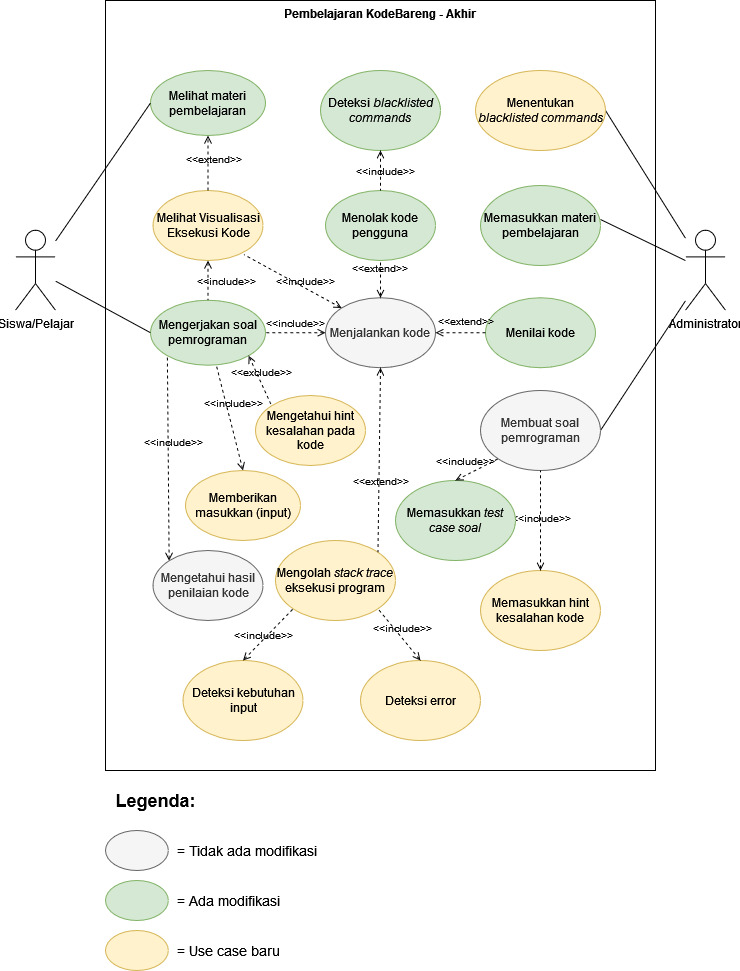 Pembelajaran KodeBareng - Akhir
Melihat materi
pembelajaran
Deteksi blacklisted
commands
Menentukan
blacklisted commands
<<extend>>
<<include>>
Melihat Visualisasi
Eksekusi Kode
Menolak kode
pengguna
Memasukkan materi
pembelajaran
<<include>>
<<include>>
<<extend>>
Siswa/Pelajar
Administrator
Mengerjakan soal
pemrograman
<<include>>
Menjalankan kode
<<extend>>
Menilai kode
<<exclude>>
<<include>>
Mengetahui hint
kesalahan pada
kode
Membuat soal
pemrograman
<<include>>
<<include>>
<<extend>>
Memberikan
masukkan (input)
Memasukkan test
case soal
<<include>>
Mengetahui hasil
penilaian kode
Mengolah stack trace
eksekusi program
Memasukkan hint
kesalahan kode
<<include>>
<<include>>
Deteksi kebutuhan
input
Deteksi error
Legenda:
= Tidak ada modifikasi
= Ada modifikasi
= Use case baru